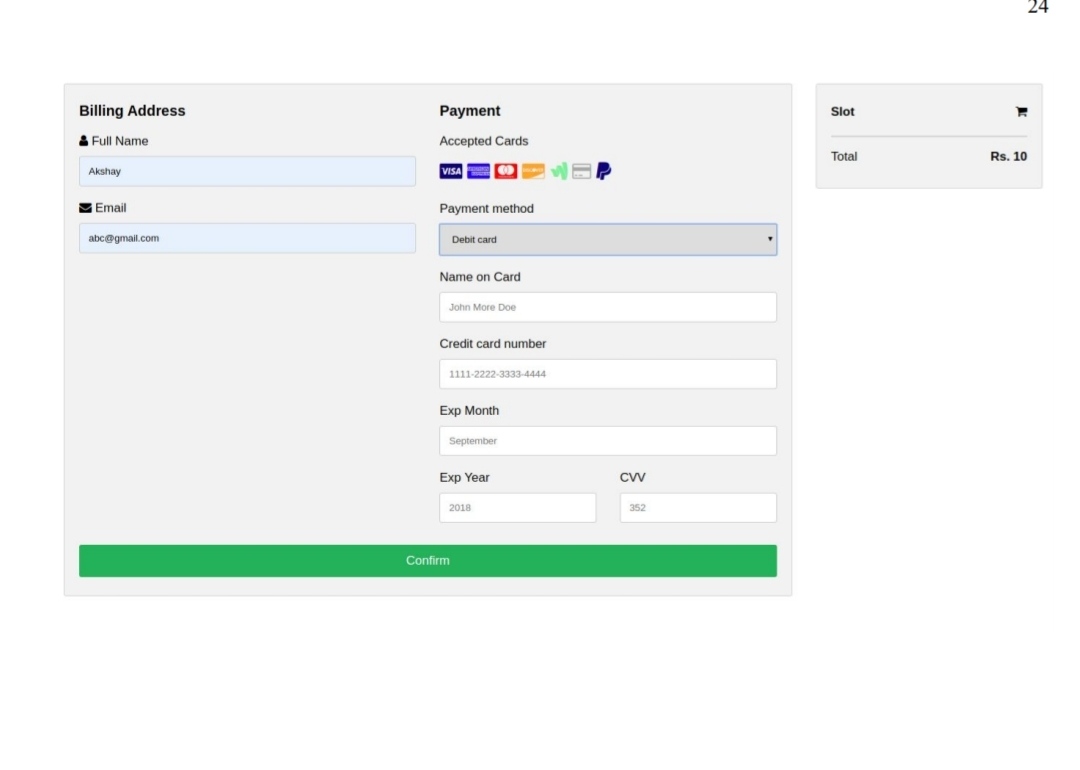 24
Billing Address
Full Name
Akshay
Email
abc@gmail.com
Payment
Accepted Cards
VISA
Payment method
Debit card
Name on Card
John More Doe
Credit card number
1111-2222-3333-4444
Exp Month
September
Exp Year
CVV
2018
352
Confirm
Slot
Total Rs. 10